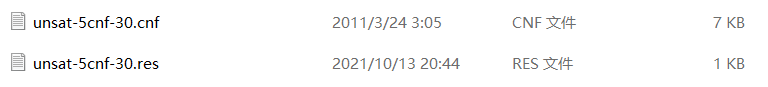 unsat-5cnf-30.cnf 2011/3/24 3:05 CNF 文件 7 KB
unsat-5cnf-30.res 2021/10/13 20:44 RES 文件 1 KB